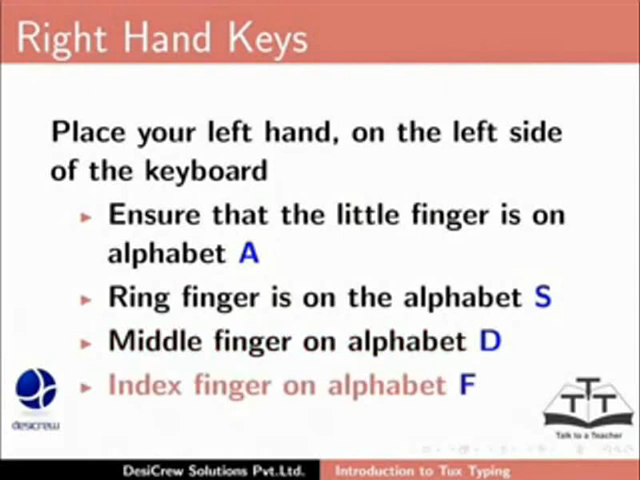 Right Hand Keys
Place your left hand, on the left side
of the keyboard
Ensure that the little finger is on
alphabet A
Ring finger is on the alphabet S
Middle finger on alphabet D
Index finger on alphabet F
desicrew
TTT
Talk to a Teacher
DesiCrew Solutions Pvt.Ltd. Introduction to Tux Typing